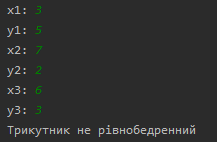 x1: 3
y1: 5
x2: 7
y2: 2
x3: 6
y3: 3
Трикутник не рівнобедренний